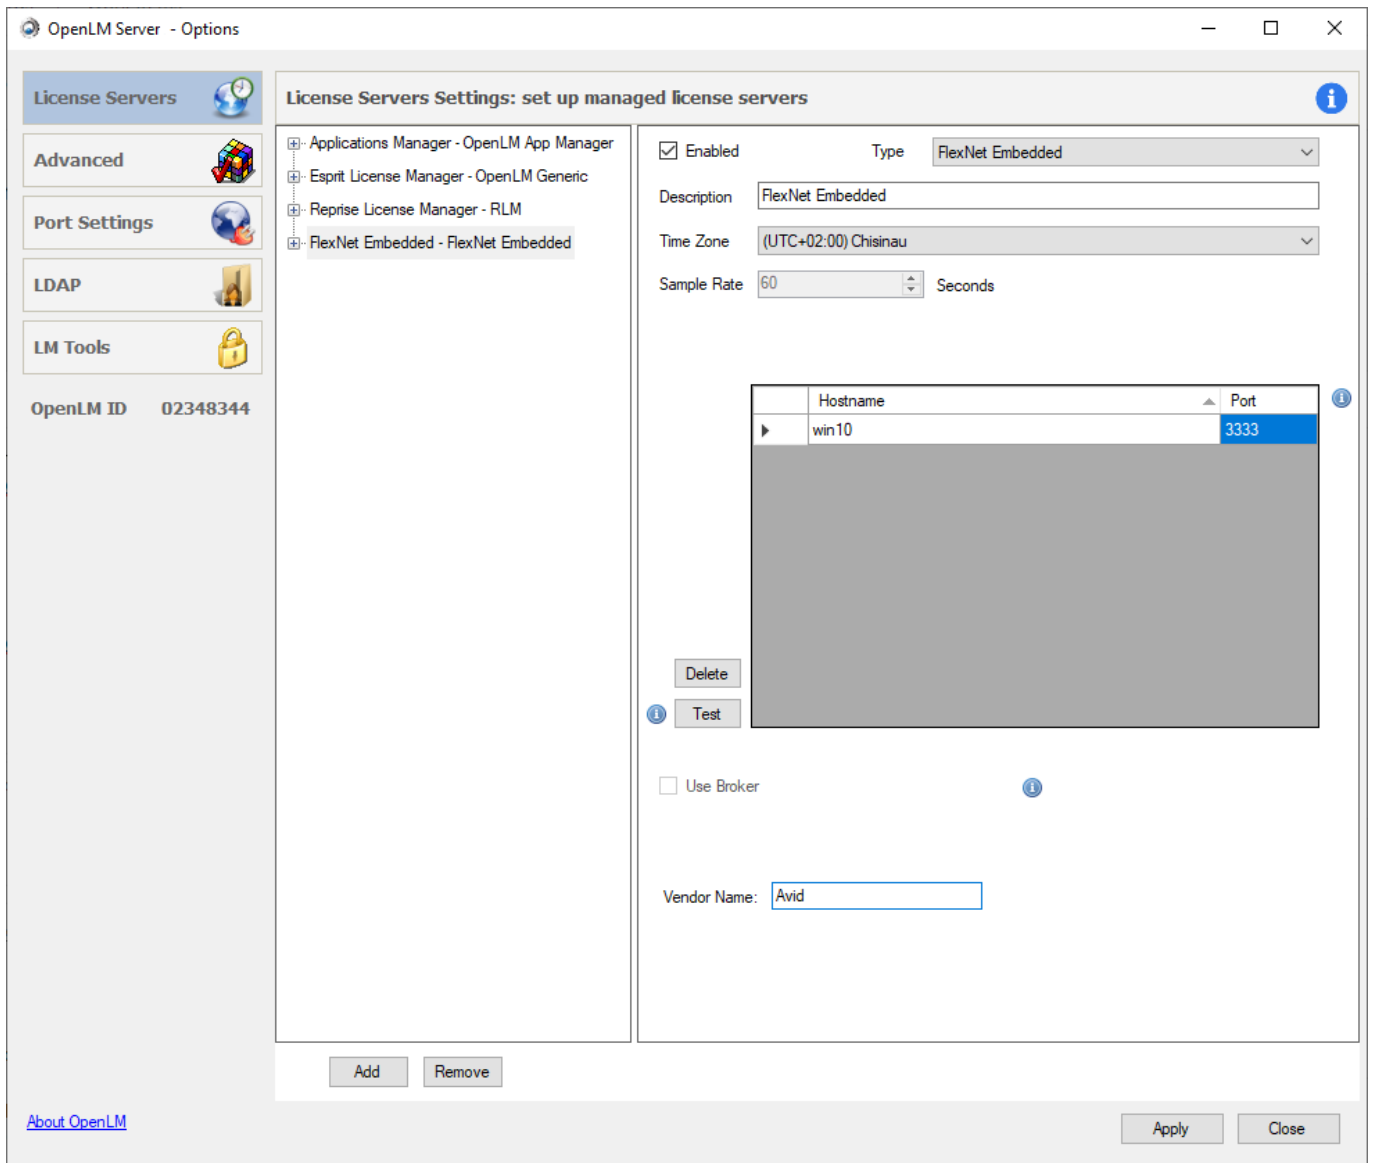 OpenLM Server - Options
License Servers
Advanced
Port Settings
LDAP
LM Tools
OpenLM ID 02348344
License Servers Settings: set up managed license servers
Applications Manager - OpenLM App Manager
Esprit License Manager - OpenLM Generic
Reprise License Manager - RLM
FlexNet Embedded - FlexNet Embedded
Enabled Type FlexNet Embedded
Description FlexNet Embedded
Time Zone (UTC+02:00) Chisinau
Sample Rate 60 Seconds
Hostname Port
win10 3333
Delete
Test
Use Broker
Vendor Name: Avid
Add Remove
About OpenLM
Apply Close